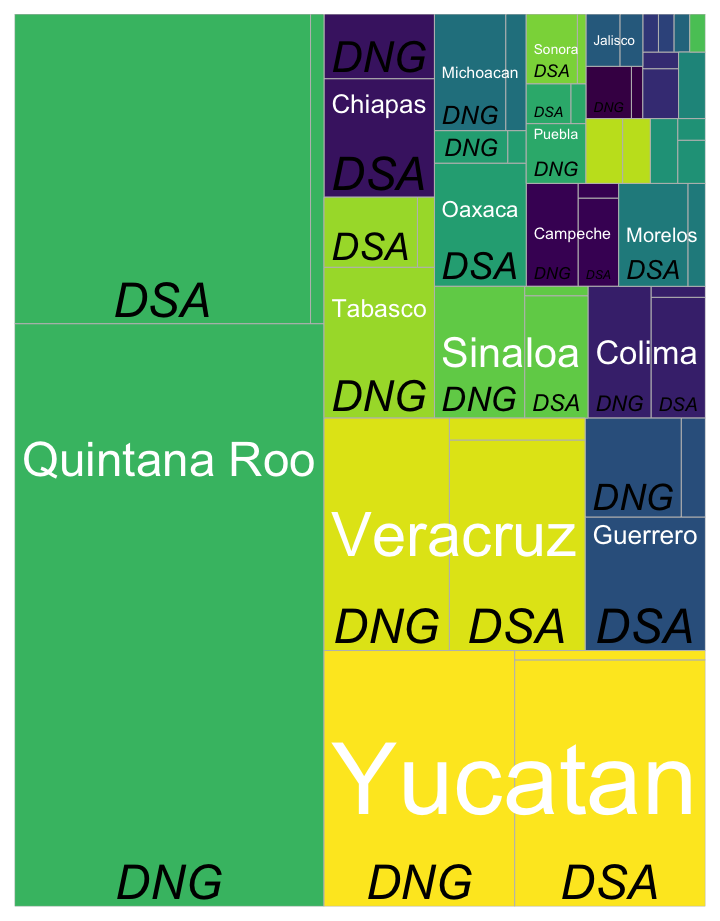 DSA
Quintana Roo
DNG
DNG
Chiapas
DSA
DSA
Tabasco
DNG
Michoacan
DNG
DNG
Oaxaca
DSA
Sonora
DSA
DSA
Puebla
DNG
Jalisco
DNG
Campeche
DNG
DSA
Morelos
DSA
Sinaloa
DNG
DSA
Colima
DNG
DSA
Veracruz
DNG
DSA
DNG
Guerrero
DSA
Yucatan
DNG
DSA